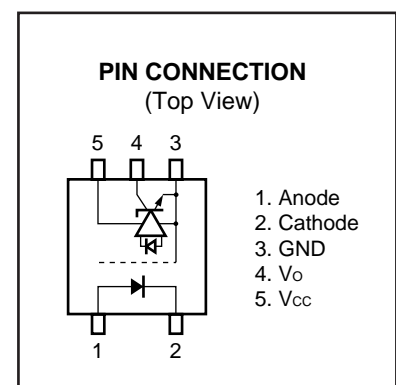 PIN CONNECTION
(Top View)
5 4 3
1. Anode
2. Cathode
3. GND
4. Vo
5. Vcc
1 2